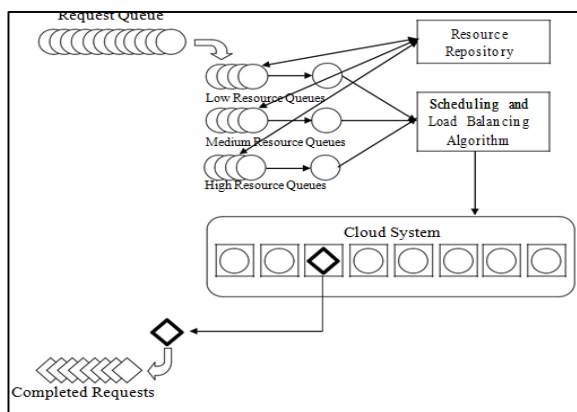 Request Queue
Resource
Repository
Low Resource Queues
Scheduling and
Load Balancing
Algorithm
Medium Resource Queues
High Resource Queues
Cloud System
Completed Requests